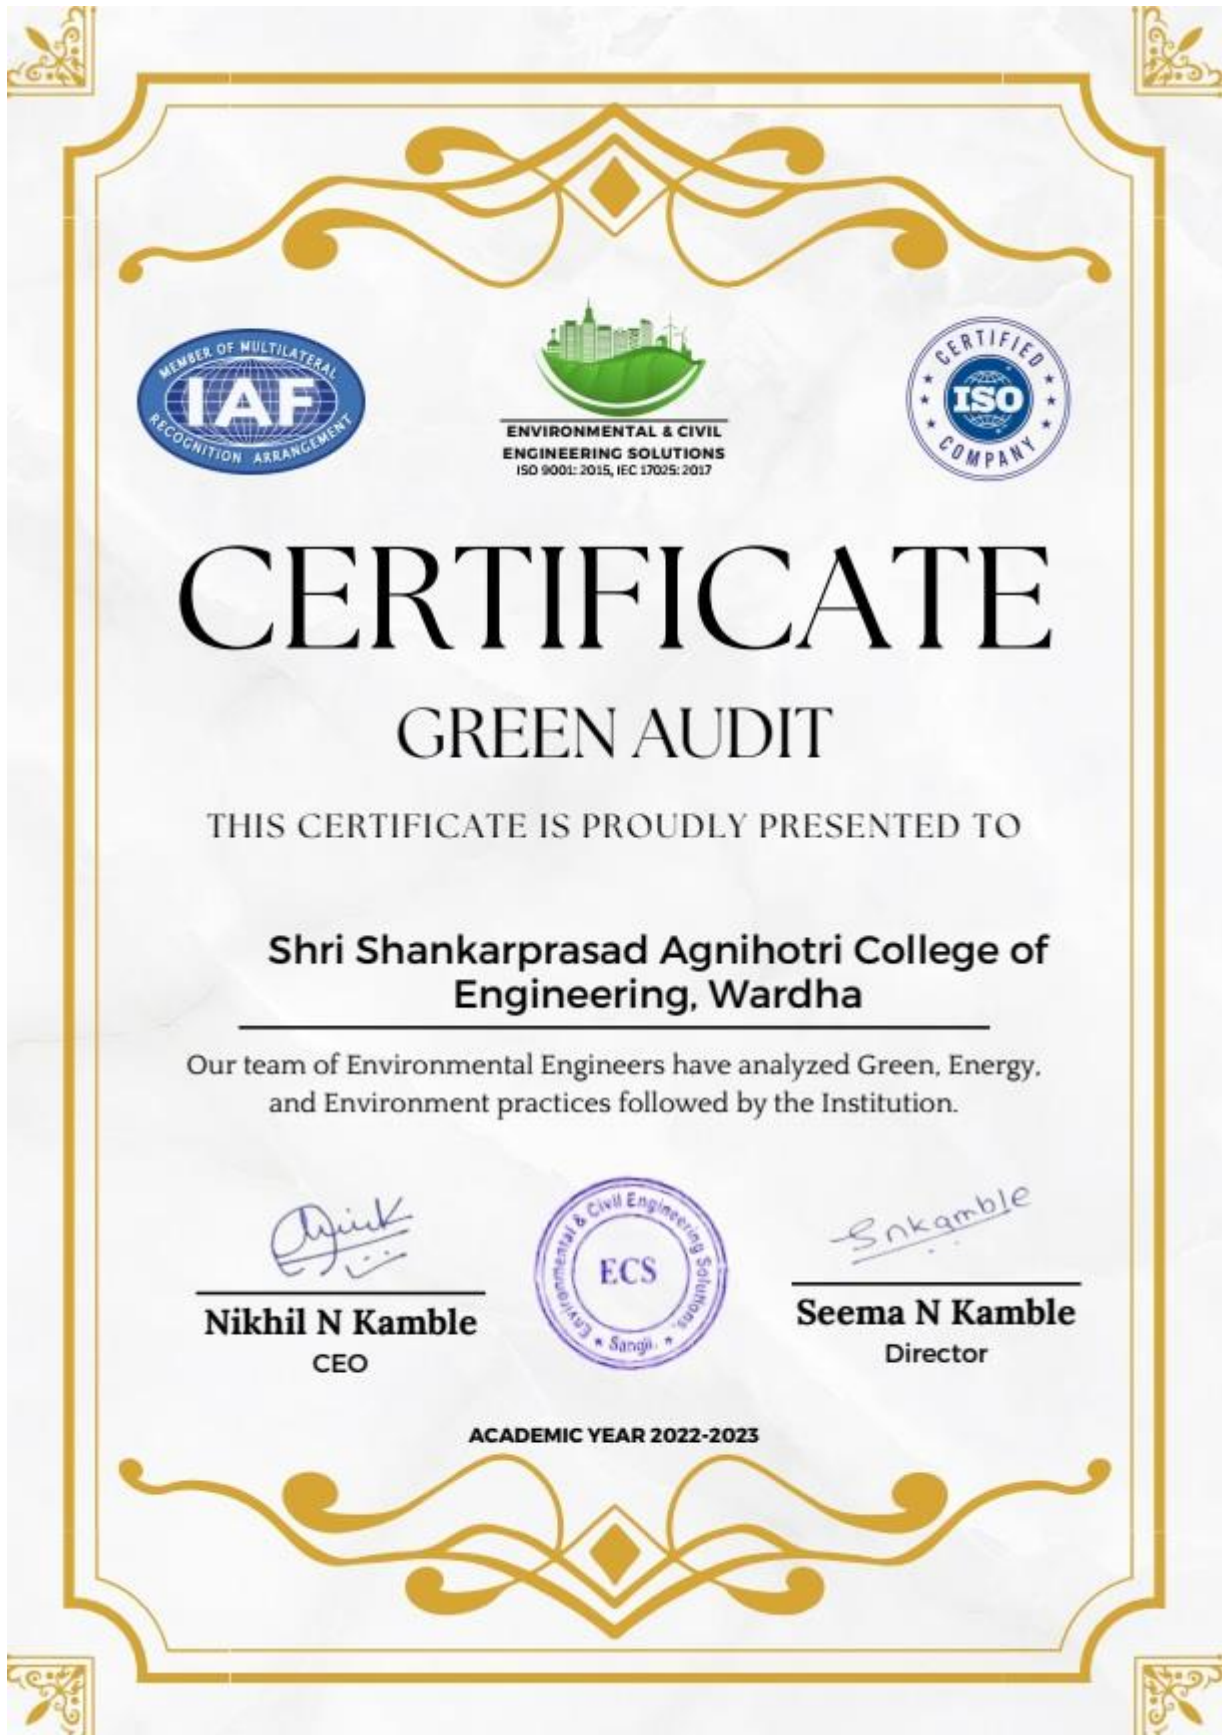 MEMBER OF MULTILATERAL
IAF
RECOGNITION ARRANGEMENT
ENVIRONMENTAL & CIVIL
ENGINEERING SOLUTIONS
ISO 9001: 2015, IEC 17025: 2017
CERTIFIED
ISO
COMPANY
CERTIFICATE
GREEN AUDIT
THIS CERTIFICATE IS PROUDLY PRESENTED TO
Shri Shankarprasad Agnihotri College of
Engineering, Wardha
Our team of Environmental Engineers have analyzed Green, Energy,
and Environment practices followed by the Institution.
Snkamble
Environmental & Civil Engineering Solutions,
ECS
Sangli.
Nikhil N Kamble
CEO
Seema N Kamble
Director
ACADEMIC YEAR 2022-2023